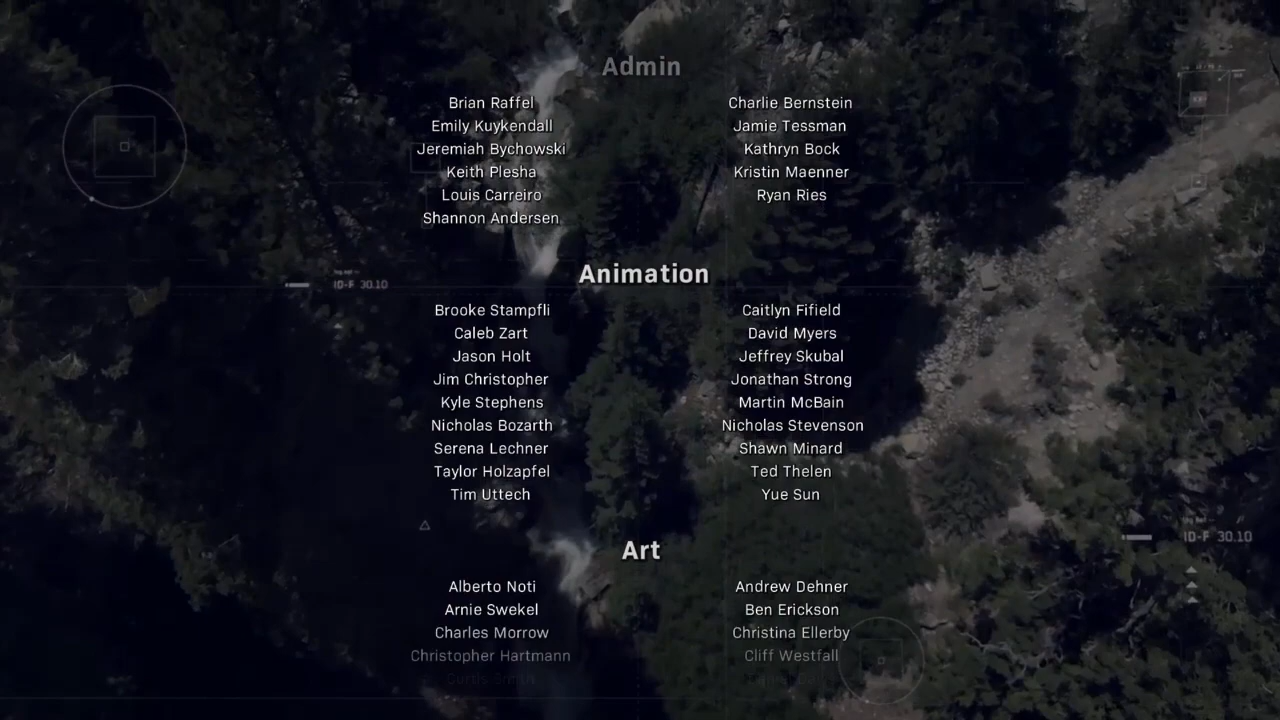 Admin
Brian Raffel
Charlie Bernstein
Emily Kuykendall
Jamie Tessman
Jeremiah Bychowski
Kathryn Bock
Keith Plesha
Kristin Maenner
Louis Carreiro
Ryan Ries
Shannon Andersen
ID-F 30.10
Animation
Brooke Stampfli
Caitlyn Fifield
Caleb Zart
David Myers
Jason Holt
Jeffrey Skubal
Jim Christopher
Jonathan Strong
Kyle Stephens
Martin McBain
Nicholas Bozarth
Nicholas Stevenson
Serena Lechner
Shawn Minard
Taylor Holzapfel
Ted Thelen
Tim Uttech
Yue Sun
ID-F 30.10
Art
Alberto Noti
Andrew Dehner
Arnie Swekel
Ben Erickson
Charles Morrow
Christina Ellerby
Christopher Hartmann
Cliff Westfall
Curtis Smith